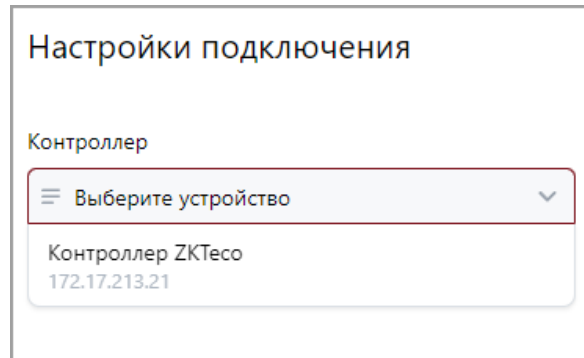 Настройки подключения
Контроллер
Выберите устройство
Контроллер ZKTeco
172.17.213.21